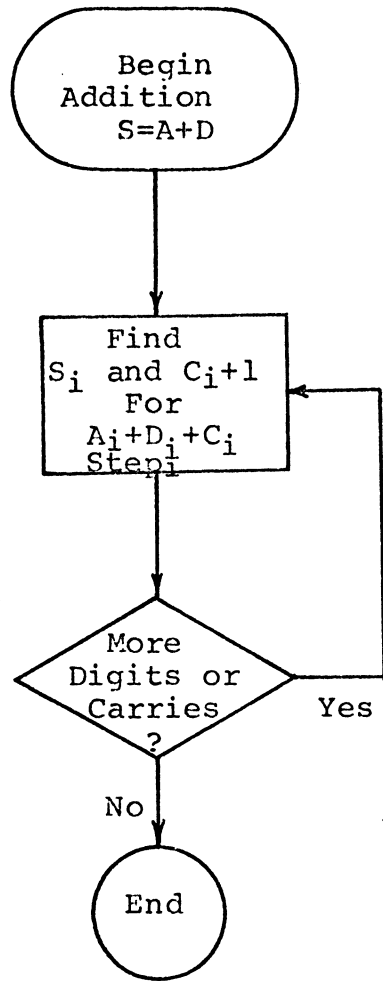 Begin
Addition
S=A+D
Find
Si and Ci+1
For
Ai+Di+Ci
Stepi
More
Digits or
Carries
?
Yes
No
End